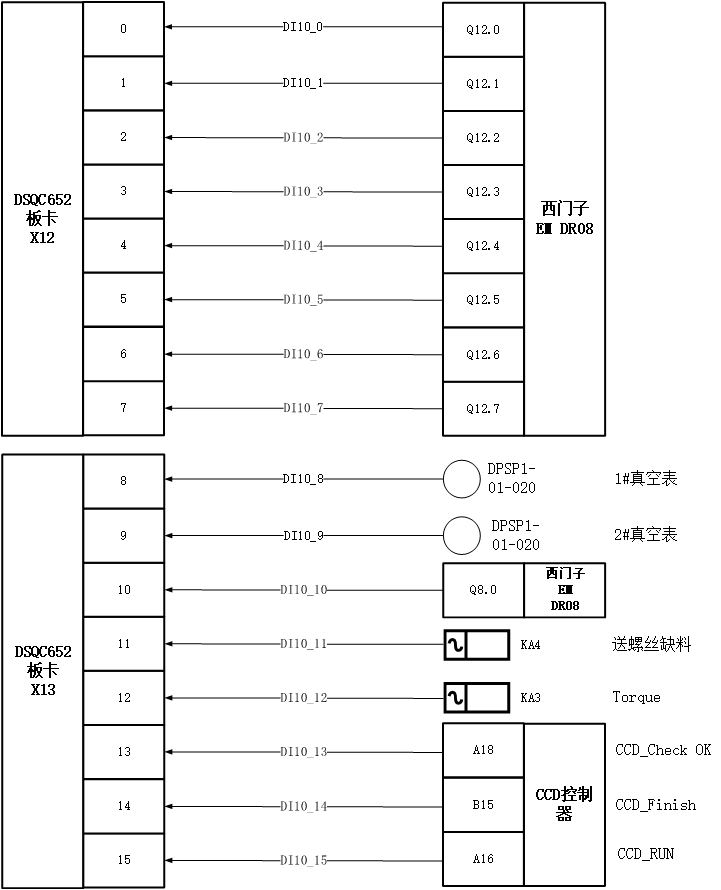 DSQC652
板卡
X12
0
DI10_0
Q12.0
1
DI10_1
Q12.1
2
DI10_2
Q12.2
3
DI10_3
Q12.3
4
DI10_4
Q12.4
5
DI10_5
Q12.5
6
DI10_6
Q12.6
7
DI10_7
Q12.7
西门子
EM DR08
DSQC652
板卡
X13
8
DI10_8
DPSP1-
01-020
1#真空表
9
DI10_9
DPSP1-
01-020
2#真空表
10
DI10_10
Q8.0
西门子
EM
DR08
11
DI10_11
KA4
送螺丝缺料
12
DI10_12
KA3
Torque
13
DI10_13
A18
CCD_Check OK
14
DI10_14
B15
CCD_Finish
15
DI10_15
A16
CCD_RUN
CCD控制
器